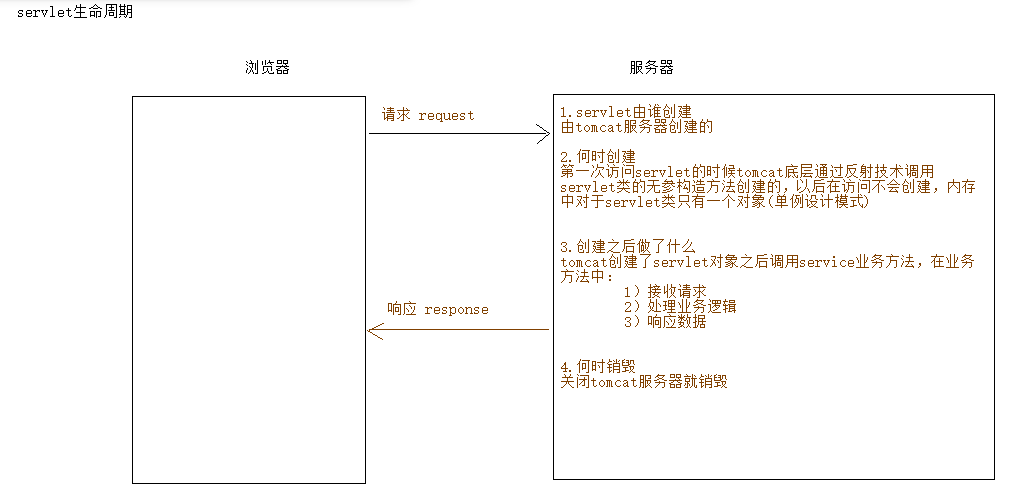 servlet生命周期
浏览器
服务器
请求 request
1.servlet由谁创建
由tomcat服务器创建的
2.何时创建
第一次访问servlet的时候tomcat底层通过反射技术调用
servlet类的无参构造方法创建的，以后在访问不会创建，内存
中对于servlet类只有一个对象(单例设计模式)
3.创建之后做了什么
tomcat创建了servlet对象之后调用service业务方法，在业务
方法中：
1）接收请求
2）处理业务逻辑
3）响应数据
响应 response
4.何时销毁
关闭tomcat服务器就销毁